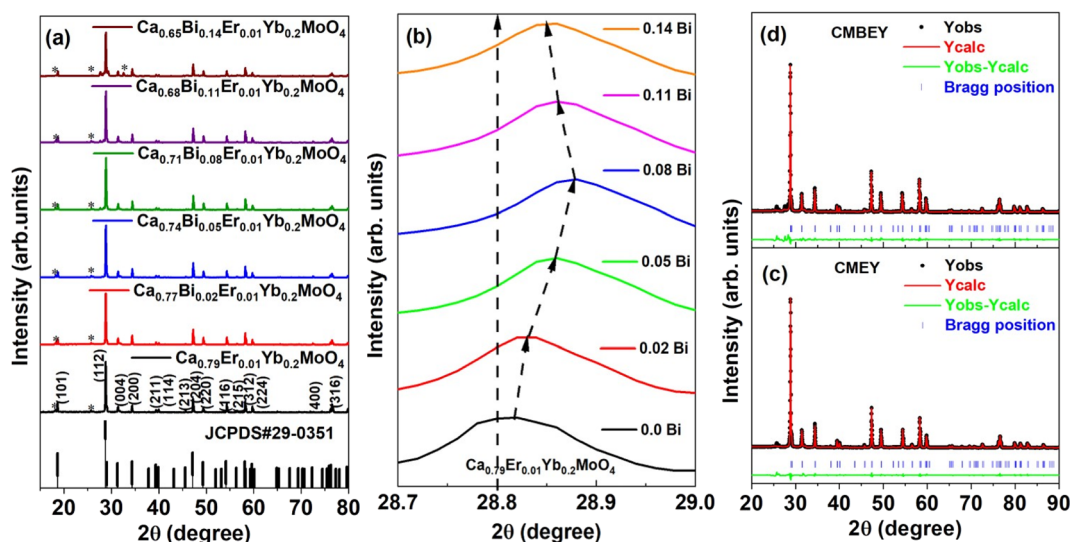 (a)
Ca0.65Bi0.14Er0.01Yb0.2MoO4
* * *
Ca0.68Bi0.11Er0.01Yb0.2MoO4
* *
Ca0.71Bi0.08Er0.01Yb0.2MoO4
* *
Ca0.74Bi0.05Er0.01Yb0.2MoO4
* *
Ca0.77Bi0.02Er0.01Yb0.2MoO4
* *
Ca0.79Er0.01Yb0.2MoO4
* (101) * (112) (004) (200) (211) (114) (213) (204) (220) (116) (215) (312) (224) 400) (316)
JCPDS#29-0351
Intensity (arb.units)
20 30 40 50 60 70 80
2θ (degree)
(b)
0.14 Bi
0.11 Bi
0.08 Bi
0.05 Bi
0.02 Bi
0.0 Bi
Ca0.79Er0.01Yb0.2MoO4
Intensity (arb.units)
28.7 28.8 28.9 29.0
2θ (degree)
(d) CMBEY
Yobs
Ycalc
Yobs-Ycalc
Bragg position
(c) CMEY
Yobs
Ycalc
Yobs-Ycalc
Bragg position
Intensity (arb. units)
20 30 40 50 60 70 80 90
2θ (degree)